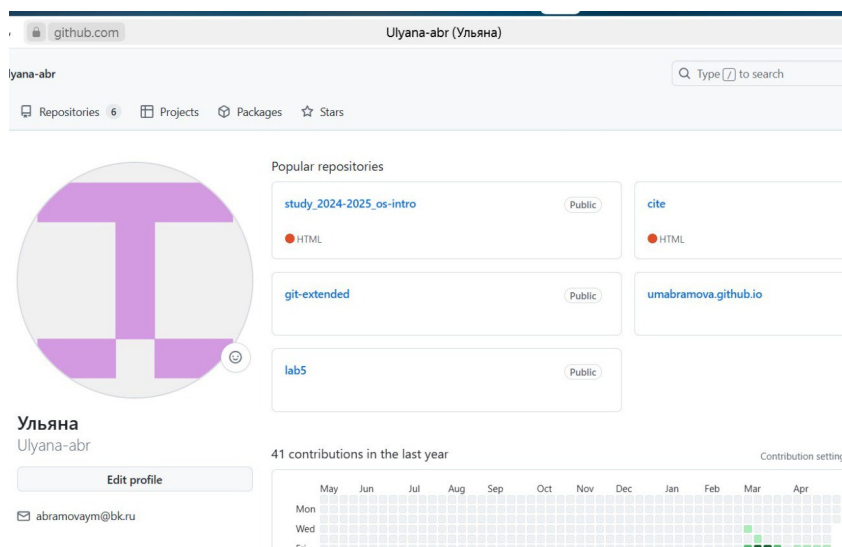 github.com
Ulyana-abr (Ульяна)
lyana-abr
Type / to search
Repositories 6 Projects Packages Stars
Popular repositories
study_2024-2025_os-intro Public
HTML
cite
HTML
git-extended Public
umabramova.github.io
lab5 Public
Ульяна
Ulyana-abr
Edit profile
abramovaym@bk.ru
41 contributions in the last year
Contribution setting
May Jun Jul Aug Sep Oct Nov Dec Jan Feb Mar Apr
Mon
Wed
Fri